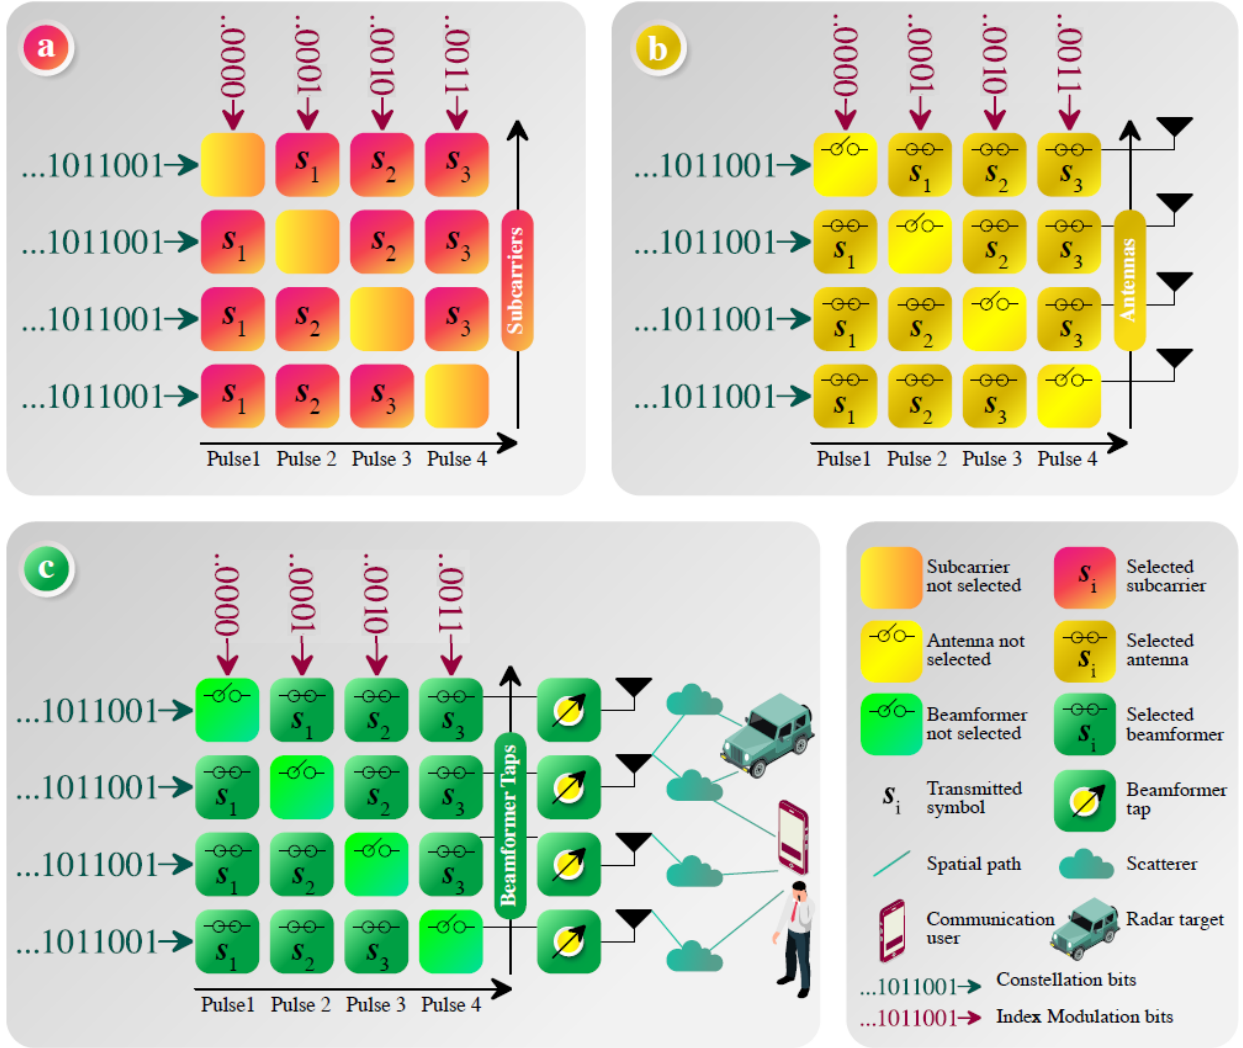 a
..0000
..0001
..0010
..0011
...1011001 s1 s2 s3
...1011001 s1 s2 s3
...1011001 s1 s2 s3
...1011001 s1 s2 s3
Subcarriers
Pulse1 Pulse 2 Pulse 3 Pulse 4
b
..0000
..0001
..0010
..0011
...1011001 s1 s2 s3
...1011001 s1 s2 s3
...1011001 s1 s2 s3
...1011001 s1 s2 s3
Antennas
Pulse1 Pulse 2 Pulse 3 Pulse 4
c
..0000
..0001
..0010
..0011
...1011001 s1 s2 s3
...1011001 s1 s2 s3
...1011001 s1 s2 s3
...1011001 s1 s2 s3
Beamformer Taps
Pulse1 Pulse 2 Pulse 3 Pulse 4
Subcarrier
not selected
si
Selected
subcarrier
Antenna not
selected
si
Selected
antenna
Beamformer
not selected
si
Selected
beamformer
si
Transmitted
symbol
Beamformer
tap
Spatial path
Scatterer
Communication
user
Radar target
...1011001 Constellation bits
...1011001 Index Modulation bits